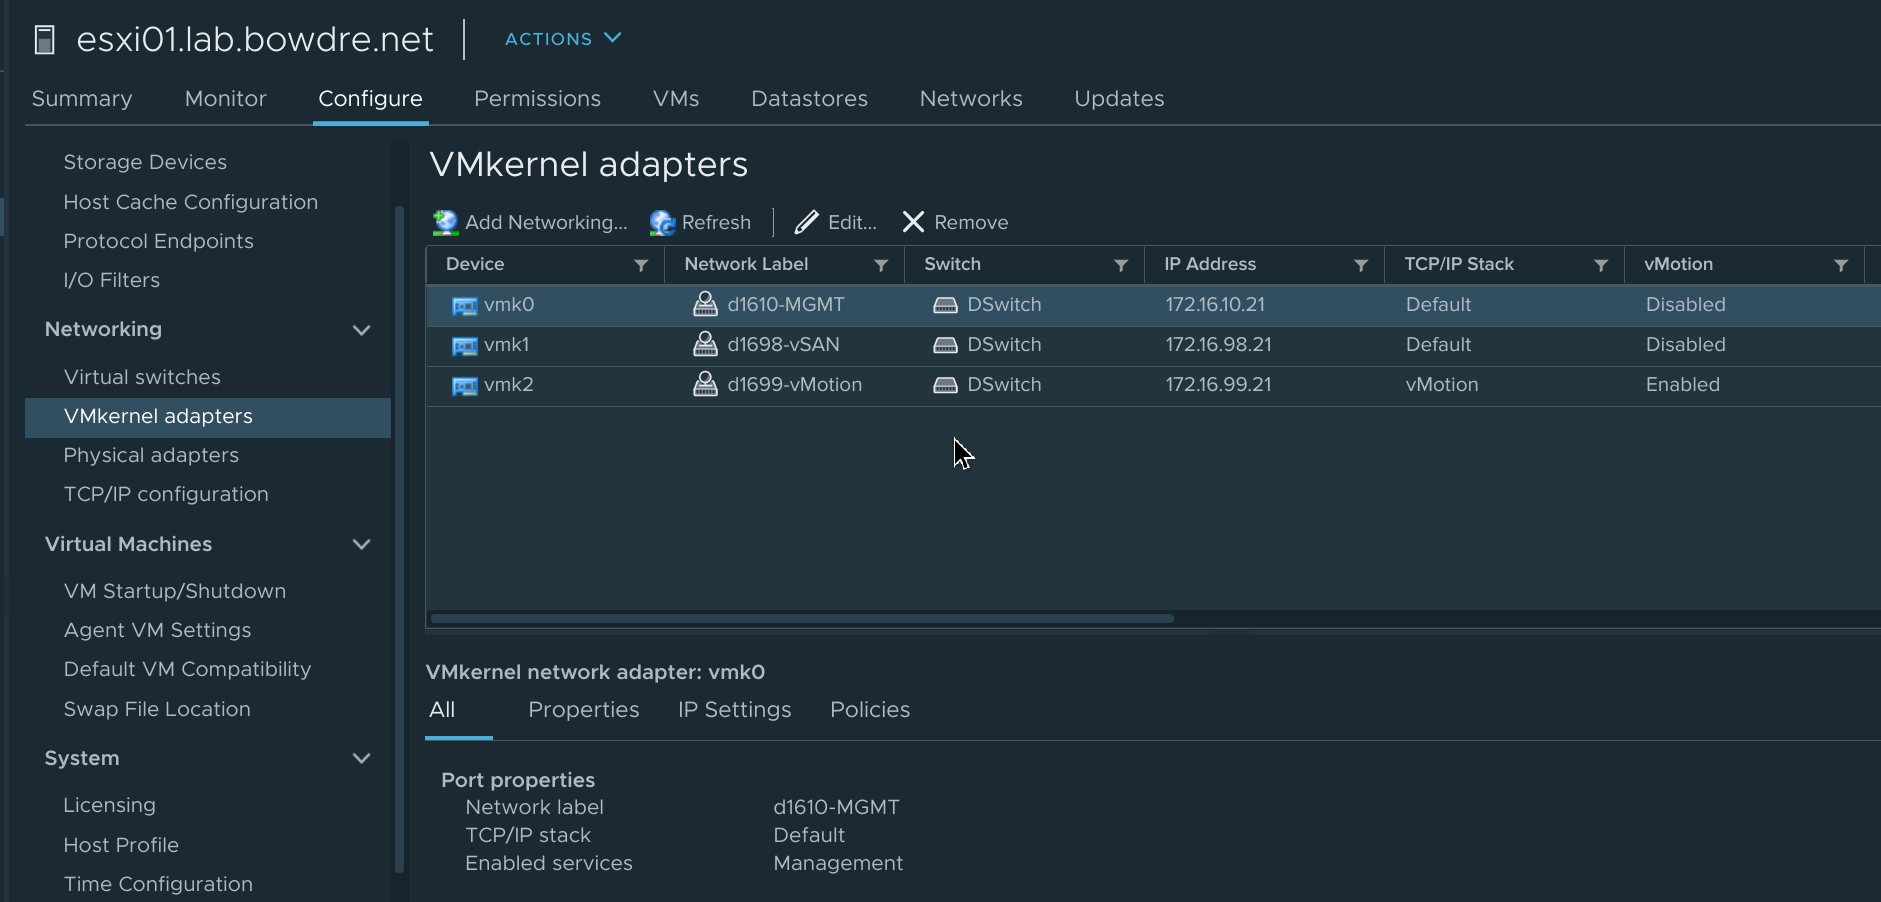 esxi01.lab.bowdre.net ACTIONS
Summary Monitor Configure Permissions VMs Datastores Networks Updates
Storage Devices
Host Cache Configuration
Protocol Endpoints
I/O Filters
Networking
Virtual switches
VMkernel adapters
Physical adapters
TCP/IP configuration
Virtual Machines
VM Startup/Shutdown
Agent VM Settings
Default VM Compatibility
Swap File Location
System
Licensing
Host Profile
Time Configuration
VMkernel adapters
Add Networking... Refresh Edit... Remove
Device Network Label Switch IP Address TCP/IP Stack vMotion
vmk0 d1610-MGMT DSwitch 172.16.10.21 Default Disabled
vmk1 d1698-vSAN DSwitch 172.16.98.21 Default Disabled
vmk2 d1699-vMotion DSwitch 172.16.99.21 vMotion Enabled
VMkernel network adapter: vmk0
All Properties IP Settings Policies
Port properties
Network label d1610-MGMT
TCP/IP stack Default
Enabled services Management